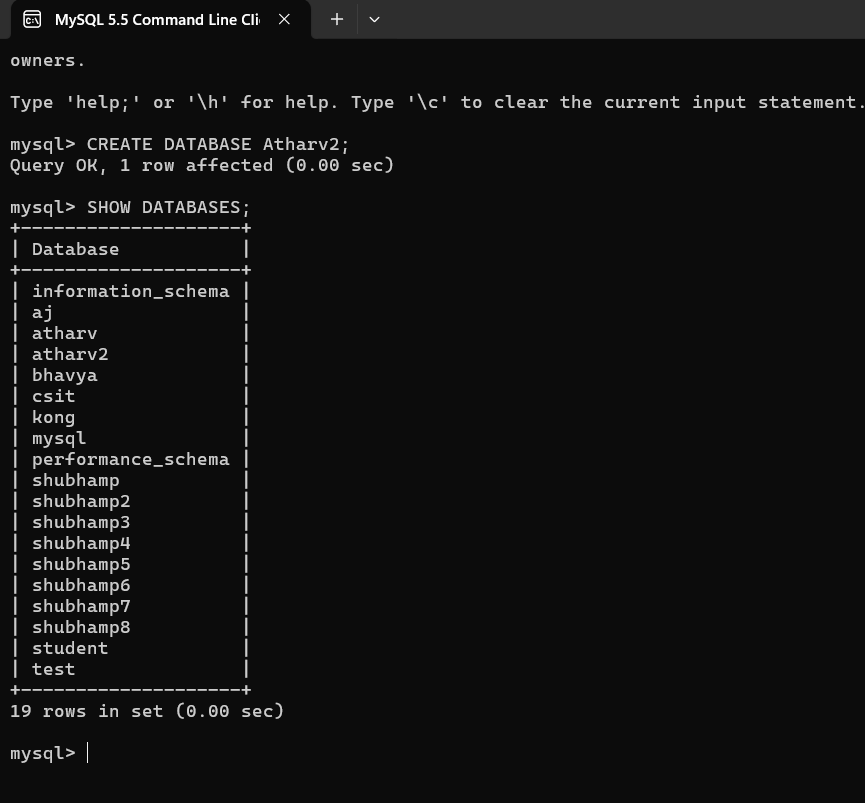 MySQL 5.5 Command Line Cli
owners.
Type 'help;' or '\h' for help. Type '\c' to clear the current input statement.
mysql> CREATE DATABASE Atharv2;
Query OK, 1 row affected (0.00 sec)
mysql> SHOW DATABASES;
+--------------------+
| Database           |
+--------------------+
| information_schema |
| aj                 |
| atharv             |
| atharv2            |
| bhavya             |
| csit               |
| kong               |
| mysql              |
| performance_schema |
| shubhamp           |
| shubhamp2          |
| shubhamp3          |
| shubhamp4          |
| shubhamp5          |
| shubhamp6          |
| shubhamp7          |
| shubhamp8          |
| student            |
| test               |
+--------------------+
19 rows in set (0.00 sec)
mysql>